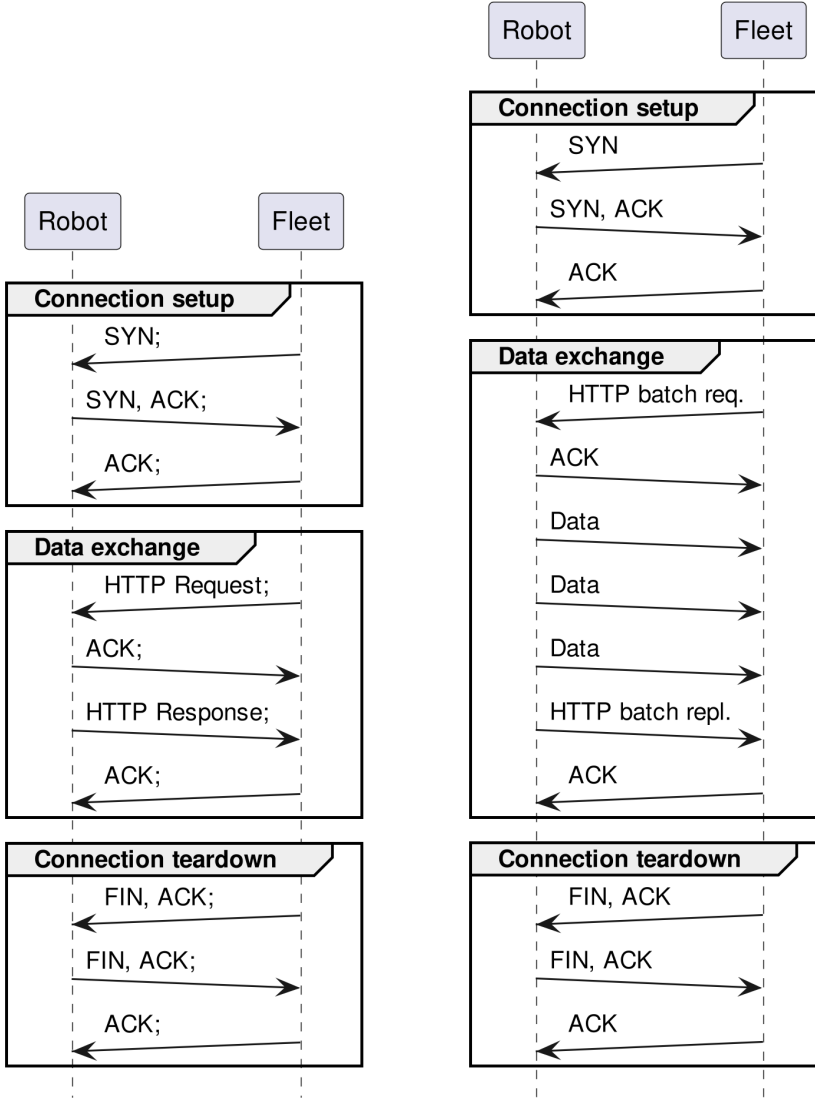 Robot
Fleet
Connection setup
SYN;
SYN, ACK;
ACK;
Data exchange
HTTP Request;
ACK;
HTTP Response;
ACK;
Connection teardown
FIN, ACK;
FIN, ACK;
ACK;
Robot
Fleet
Connection setup
SYN
SYN, ACK
ACK
Data exchange
HTTP batch req.
ACK
Data
Data
Data
HTTP batch repl.
ACK
Connection teardown
FIN, ACK
FIN, ACK
ACK